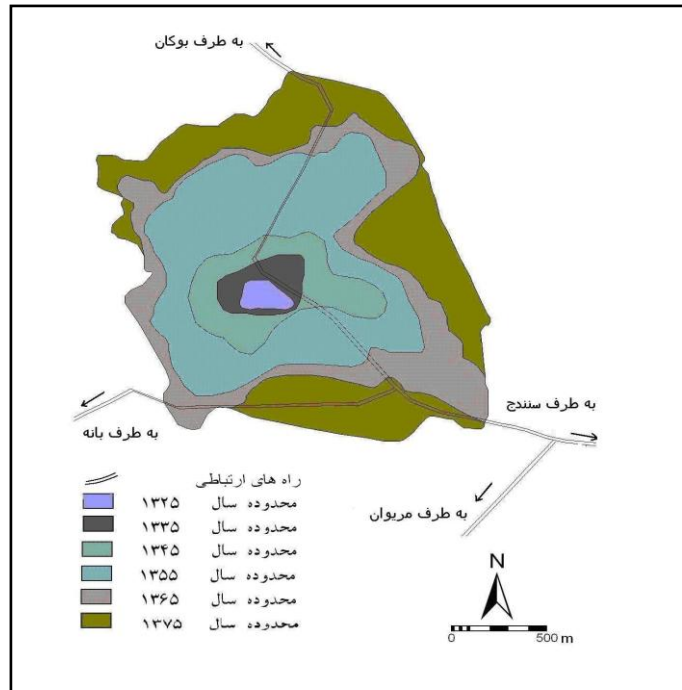 به طرف بوکان
به طرف سنندج
به طرف بانه
به طرف مریوان
راه های ارتباطی
محدوده سال ۱۳۲۵
محدوده سال ۱۳۳۵
محدوده سال ۱۳۴۵
محدوده سال ۱۳۵۵
محدوده سال ۱۳۶۵
محدوده سال ۱۳۷۵
N
0 500 m